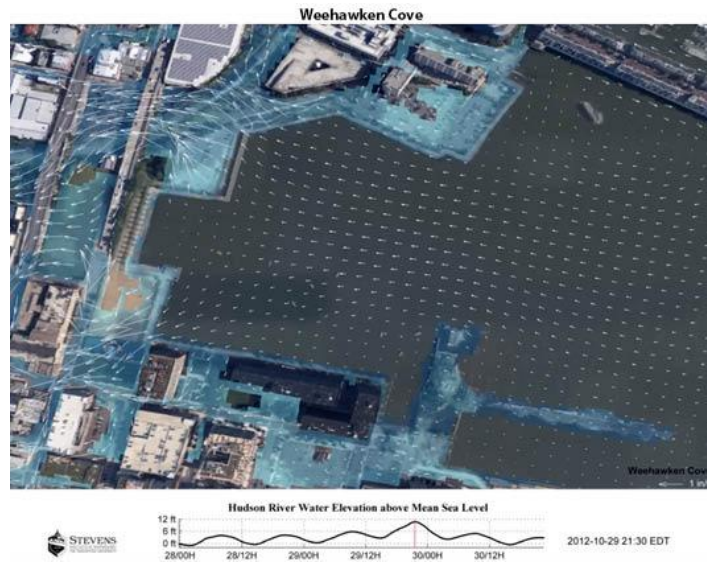 Weehawken Cove
Weehawken Cove
1 in/
Hudson River Water Elevation above Mean Sea Level
12 ft
6 ft
0 ft
28/00H 28/12H 29/00H 29/12H 30/00H 30/12H
STEVENS
2012-10-29 21:30 EDT